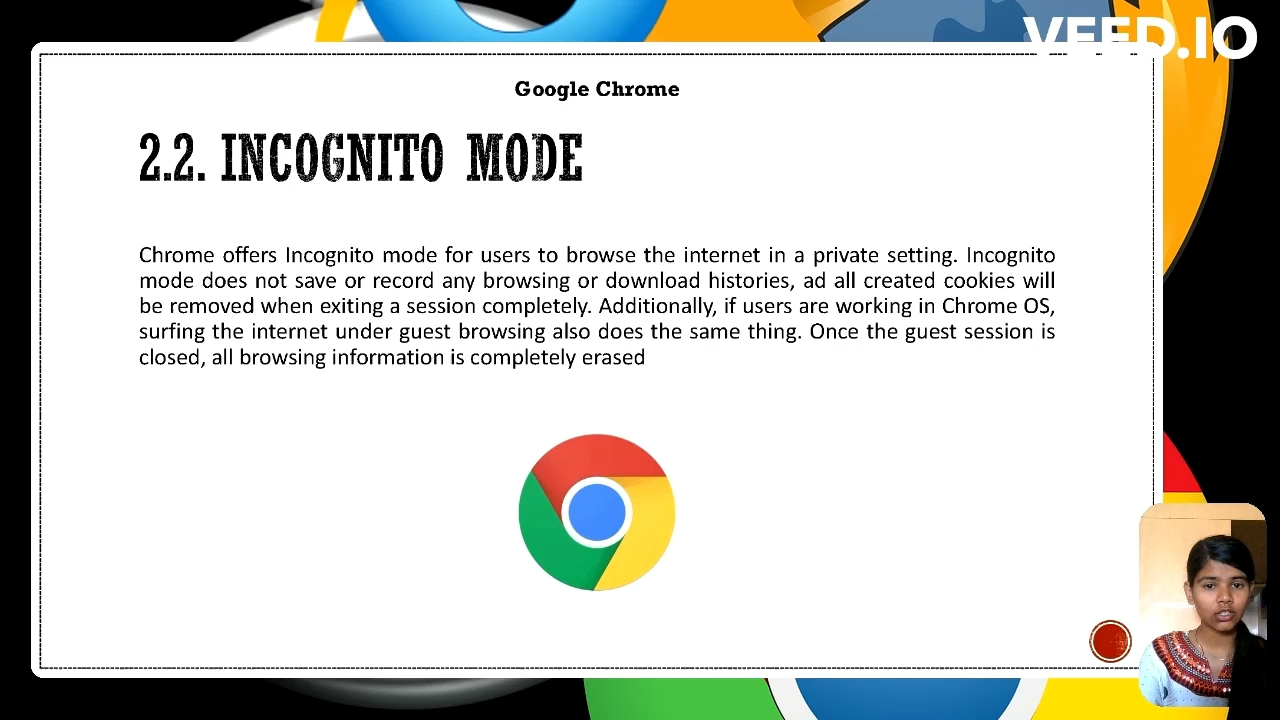 VEED.IO
Google Chrome
2.2. INCOGNITO MODE
Chrome offers Incognito mode for users to browse the internet in a private setting. Incognito
mode does not save or record any browsing or download histories, ad all created cookies will
be removed when exiting a session completely. Additionally, if users are working in Chrome OS,
surfing the internet under guest browsing also does the same thing. Once the guest session is
closed, all browsing information is completely erased